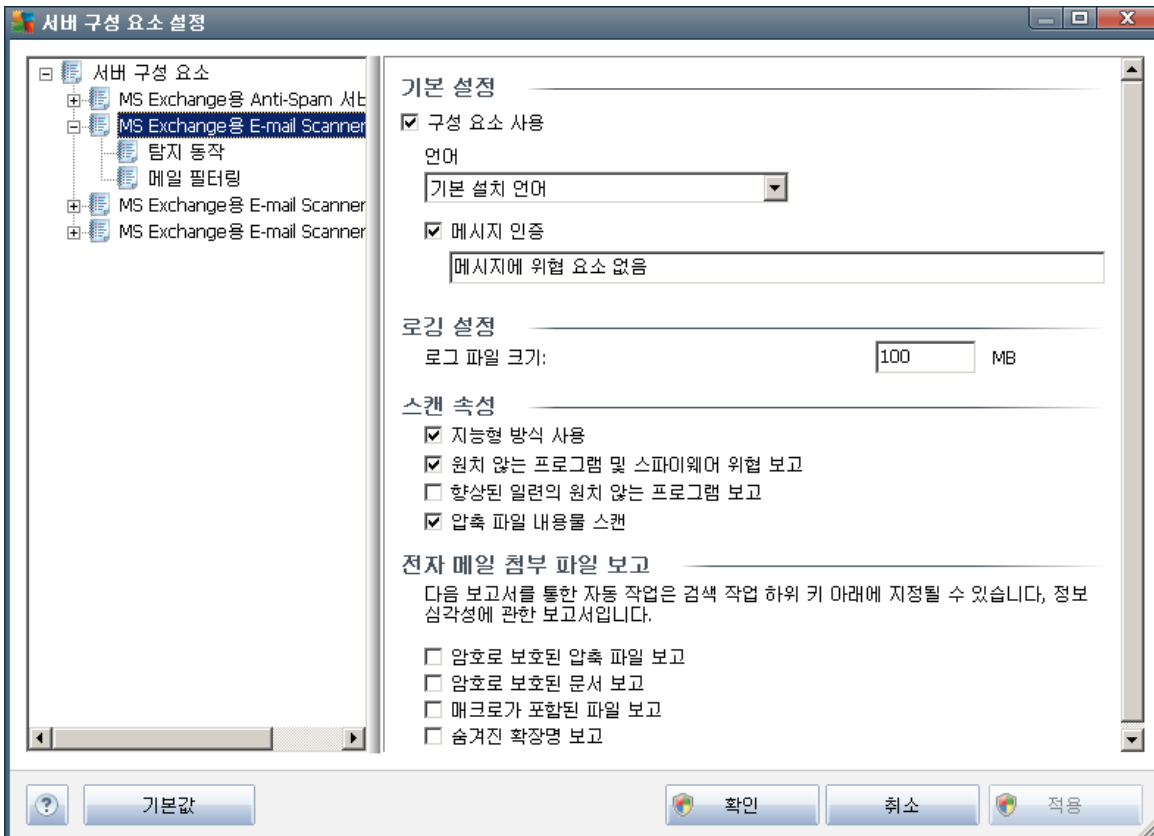 서버 구성 요소 설정
서버 구성 요소
MS Exchange용 Anti-Spam 서버
MS Exchange용 E-mail Scanner
탐지 동작
메일 필터링
MS Exchange용 E-mail Scanner
MS Exchange용 E-mail Scanner
기본 설정
구성 요소 사용
언어
기본 설치 언어
메시지 인증
메시지에 위협 요소 없음
로깅 설정
로그 파일 크기:
100 MB
스캔 속성
지능형 방식 사용
원치 않는 프로그램 및 스파이웨어 위협 보고
향상된 일련의 원치 않는 프로그램 보고
압축 파일 내용물 스캔
전자 메일 첨부 파일 보고
다음 보고서를 통한 자동 작업은 검색 작업 하위 키 아래에 지정될 수 있습니다, 정보
심각성에 관한 보고서입니다.
암호로 보호된 압축 파일 보고
암호로 보호된 문서 보고
매크로가 포함된 파일 보고
숨겨진 확장명 보고
기본값
확인
취소
적용